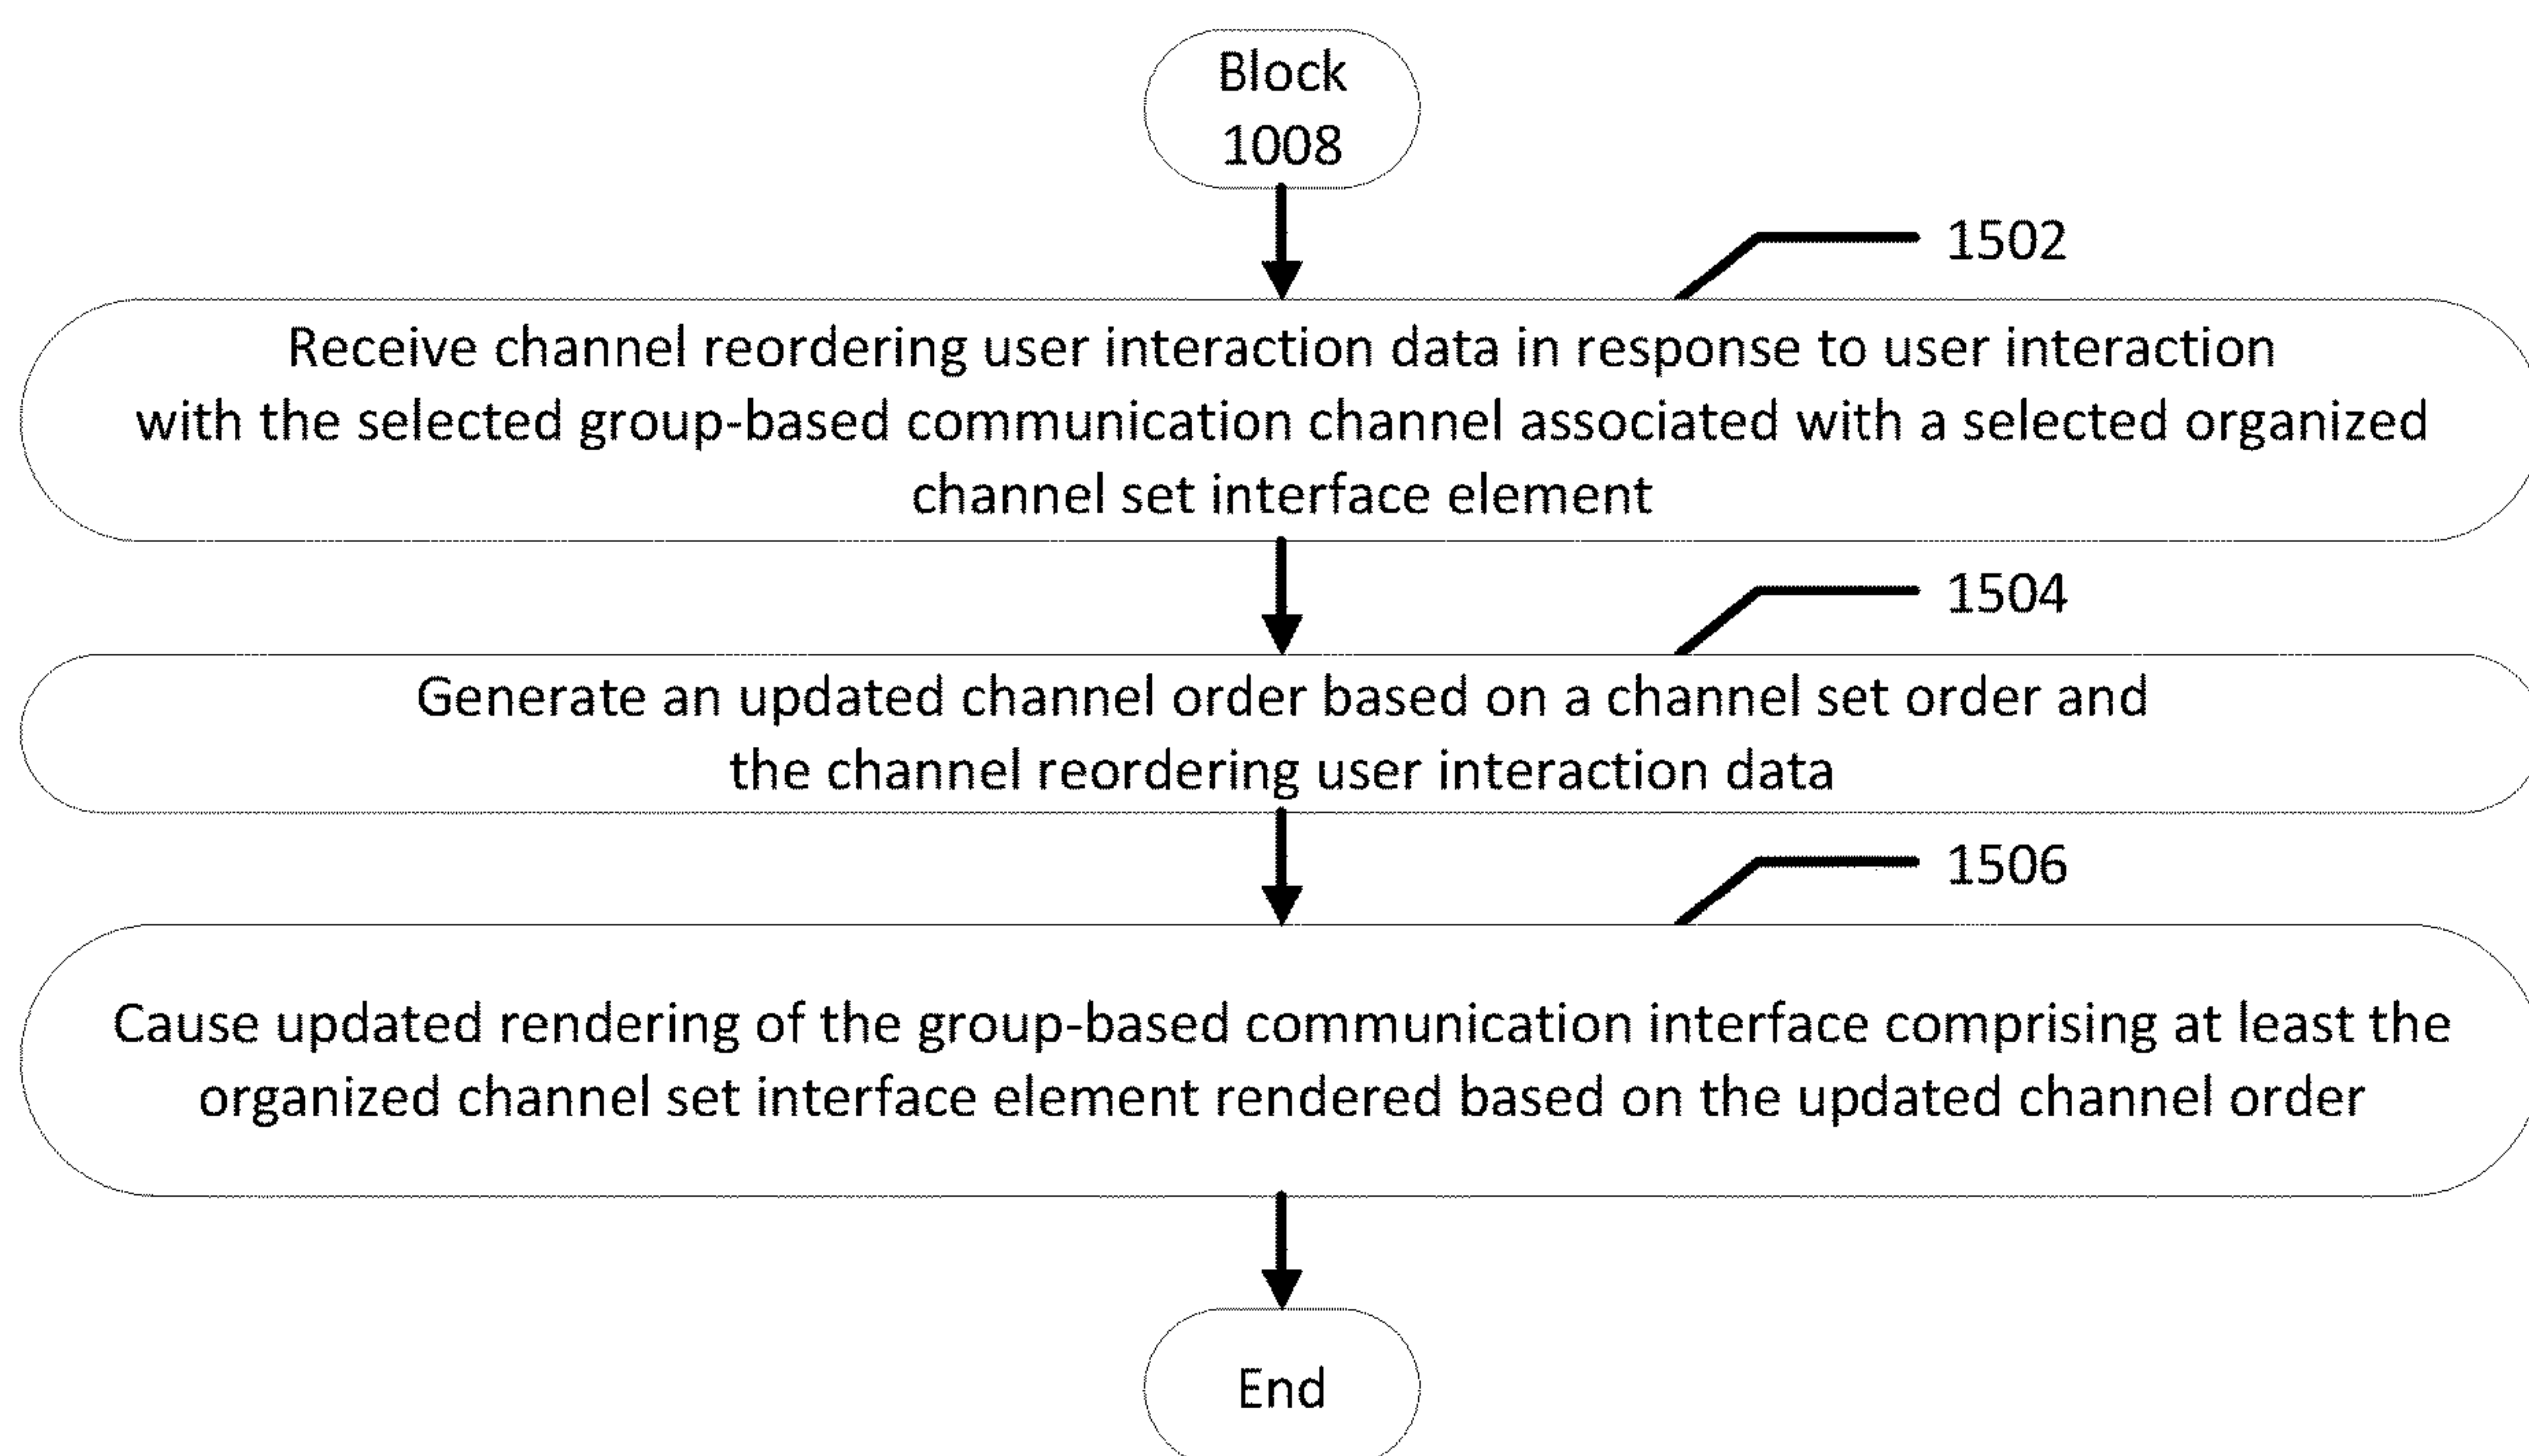 Block
1008
1502
Receive channel reordering user interaction data in response to user interaction
with the selected group-based communication channel associated with a selected organized
channel set interface element
1504
Generate an updated channel order based on a channel set order and
the channel reordering user interaction data
1506
Cause updated rendering of the group-based communication interface comprising at least the
organized channel set interface element rendered based on the updated channel order
End